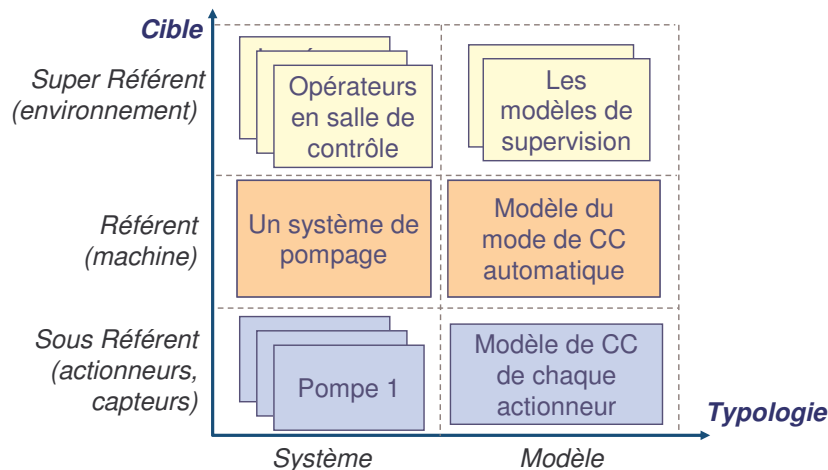 Cible
Super Référent
(environnement)
Opérateurs
en salle de
contrôle
Les
modèles de
supervision
Référent
(machine)
Un système de
pompage
Modèle du
mode de CC
automatique
Sous Référent
(actionneurs,
capteurs)
Pompe 1
Modèle de CC
de chaque
actionneur
Typologie
Système
Modèle